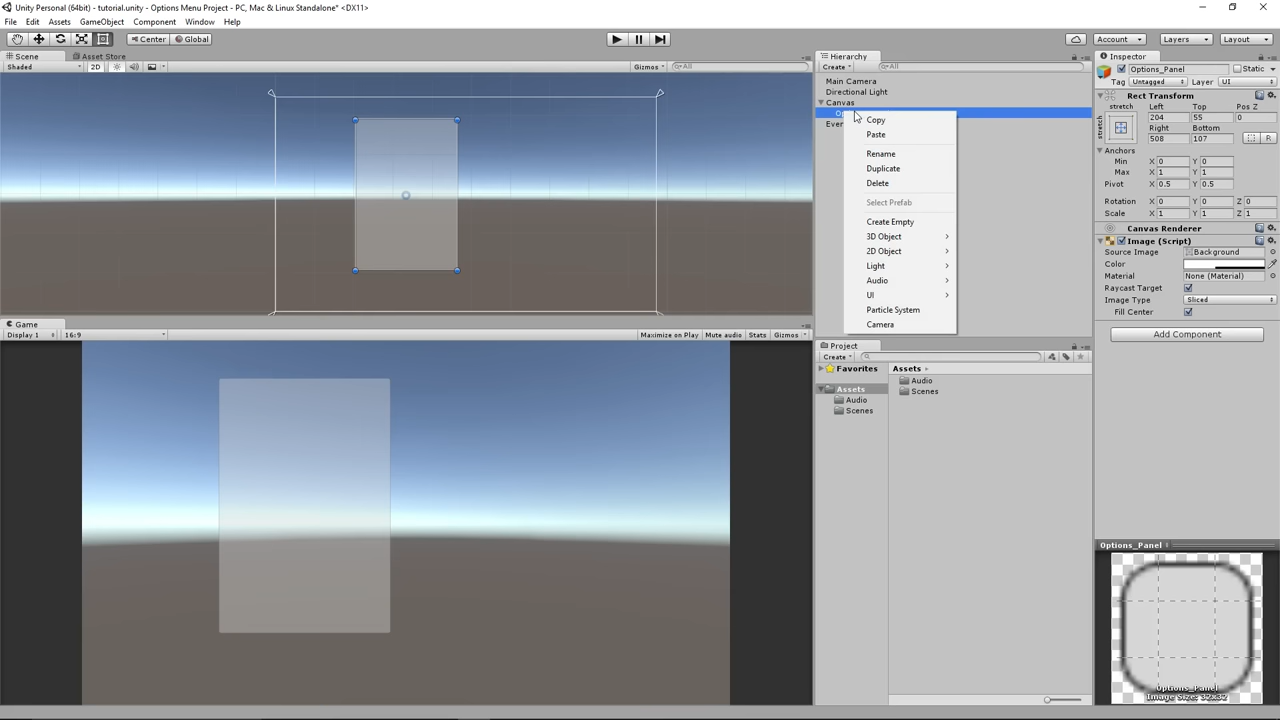 Unity Personal (64bit) - tutorial.unity - Options Menu Project - PC, Mac & Linux Standalone* <DX11>
File Edit Assets GameObject Component Window Help
Center Global Account Layers Layout
Scene Asset Store
Shaded 2D Gizmos All
Hierarchy
Create All
Main Camera
Directional Light
Canvas
Copy
Paste
Rename
Duplicate
Delete
Select Prefab
Create Empty
3D Object
2D Object
Light
Audio
UI
Particle System
Camera
Inspector
Options_Panel Static
Tag Untagged Layer UI
Rect Transform
stretch Left Top Pos Z
stretch 204 55 0
Right Bottom
508 107 R
Anchors
Min X 0 Y 0
Max X 1 Y 1
Pivot X 0.5 Y 0.5
Rotation X 0 Y 0 Z 0
Scale X 1 Y 1 Z 1
Canvas Renderer
Image (Script)
Source Image Background
Color
Material None (Material)
Raycast Target
Image Type Sliced
Fill Center
Add Component
Game
Display 1 16:9 Maximize on Play Mute audio Stats Gizmos
Project
Create
Favorites
Assets
Audio
Scenes
Assets
Audio
Scenes
Options_Panel
Options_Panel
Image Size: 32x32